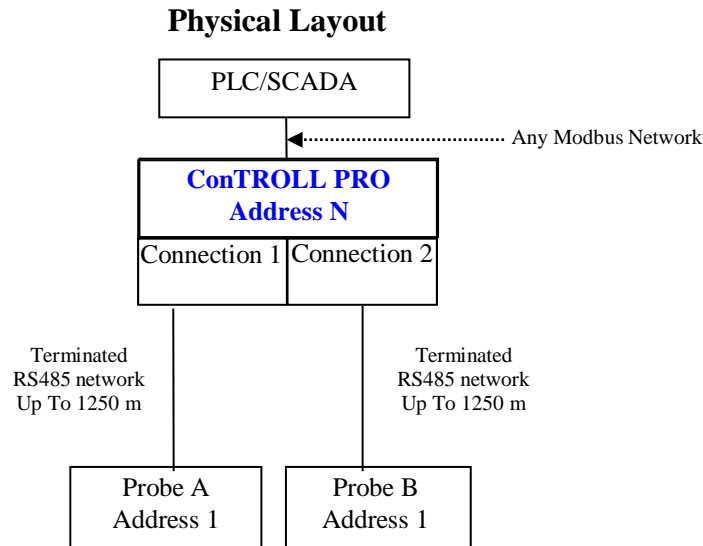 Physical Layout
PLC/SCADA
Any Modbus Network
ConTROLL PRO
Address N
Connection 1
Connection 2
Terminated
RS485 network
Up To 1250 m
Terminated
RS485 network
Up To 1250 m
Probe A
Address 1
Probe B
Address 1